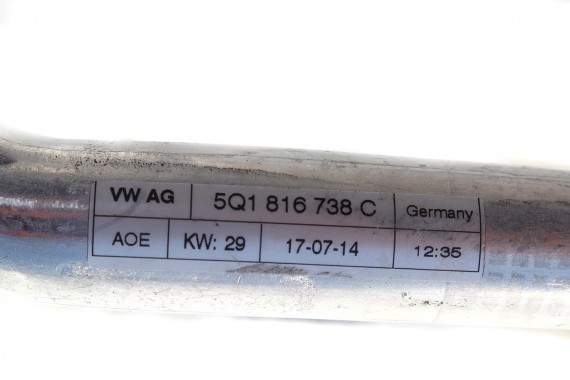 VW AG 5Q1 816 738 C Germany
AOE KW: 29 17-07-14 12:35